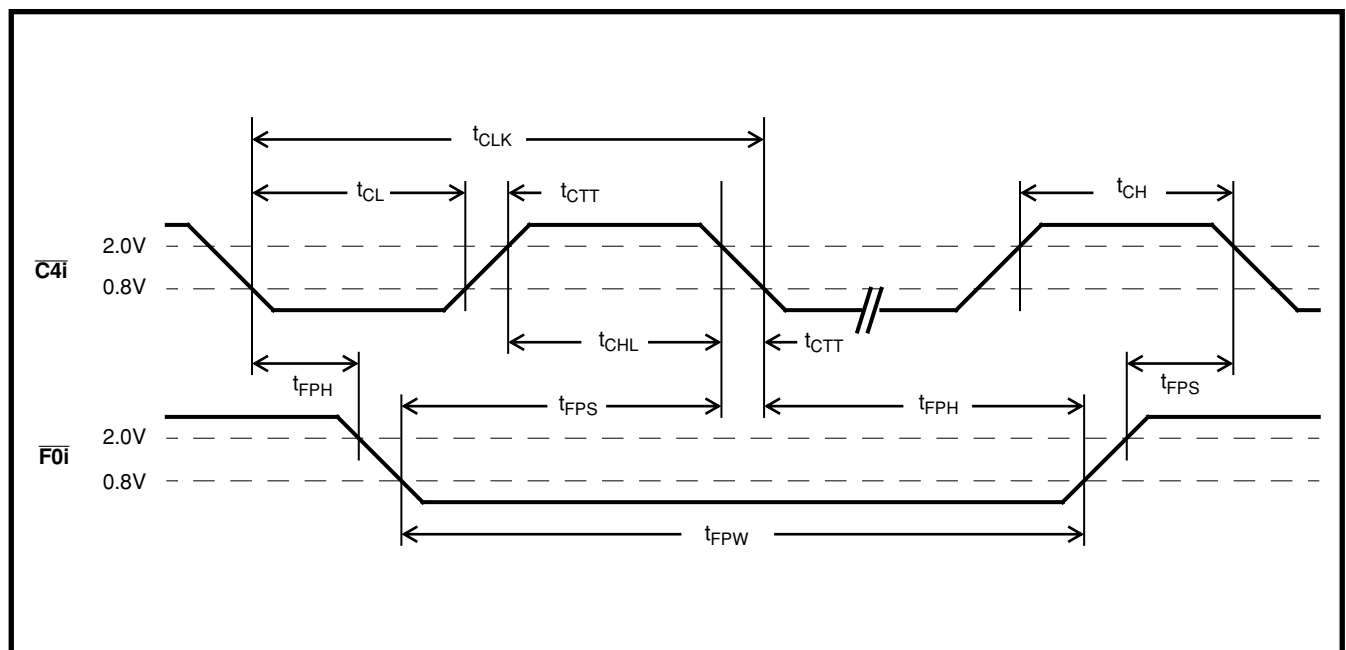 tCLK
tCL
tCTT
tCH
2.0V
C4i
0.8V
tCHL
tCTT
tFPH
tFPS
tFPH
tFPS
2.0V
F0i
0.8V
tFPW